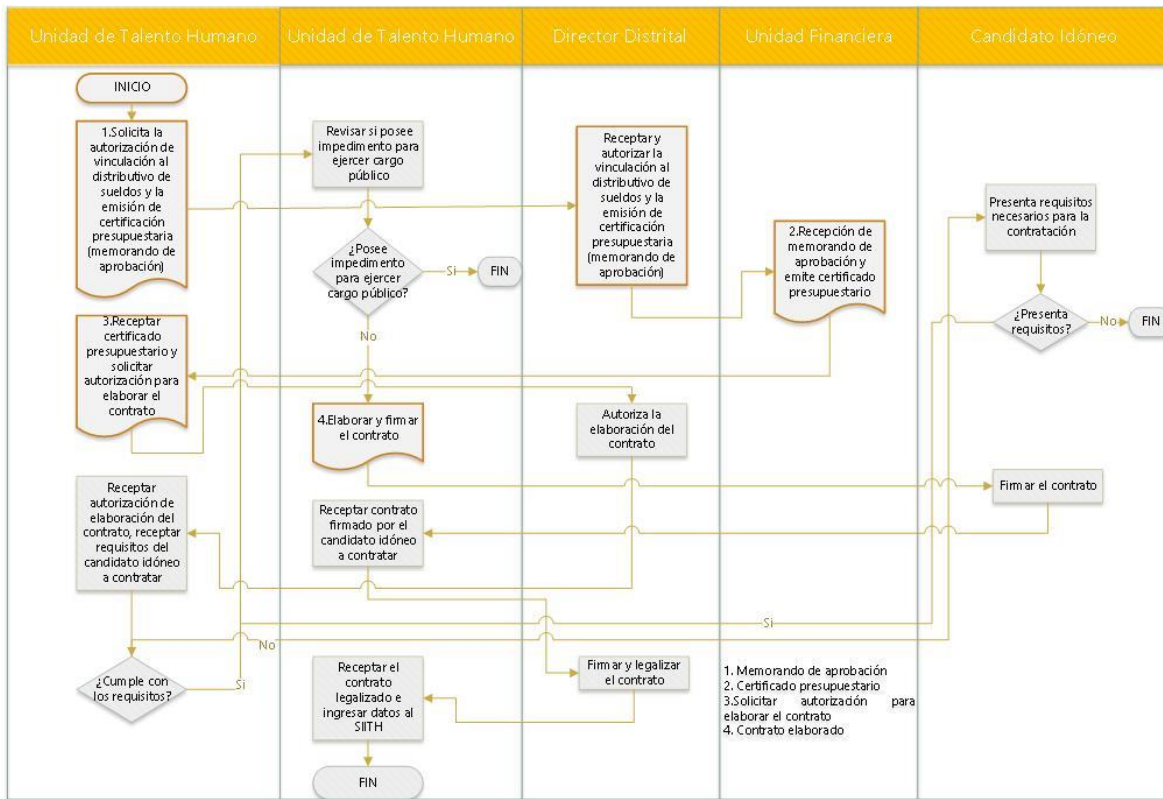 Unidad de Talento Humano
Unidad de Talento Humano
Director Distrital
Unidad Financiera
Candidato Idóneo
INICIO
1.Solicita la
autorización de
vinculación al
distributivo de
sueldos y la
emisión de
certificación
presupuestaria
(memorando de
aprobación)
3.Receptar
certificado
presupuestario y
solicitar
autorización para
elaborar el
contrato
Receptar
autorización de
elaboración del
contrato, receptar
requisitos del
candidato idóneo
a contratar
¿Cumple con
los requisitos?
Si
No
Revisar si posee
impedimento para
ejercer cargo
público
¿Posee
impedimento
para ejercer
cargo público?
Si
FIN
No
4.Elaborar y firmar
el contrato
Receptar contrato
firmado por el
candidato idóneo
a contratar
Receptar el
contrato
legalizado e
ingresar datos al
SIITH
FIN
Receptar y
autorizar la
vinculación al
distributivo de
sueldos y la
emisión de
certificación
presupuestaria
(memorando de
aprobación)
Autoriza la
elaboración del
contrato
Firmar y legalizar
el contrato
2.Recepción de
memorando de
aprobación y
emite certificado
presupuestario
Si
1. Memorando de aprobación
2. Certificado presupuestario
3.Solicitar autorización para
elaborar el contrato
4. Contrato elaborado
Presenta requisitos
necesarios para la
contratación
¿Presenta
requisitos?
No
FIN
Firmar el contrato